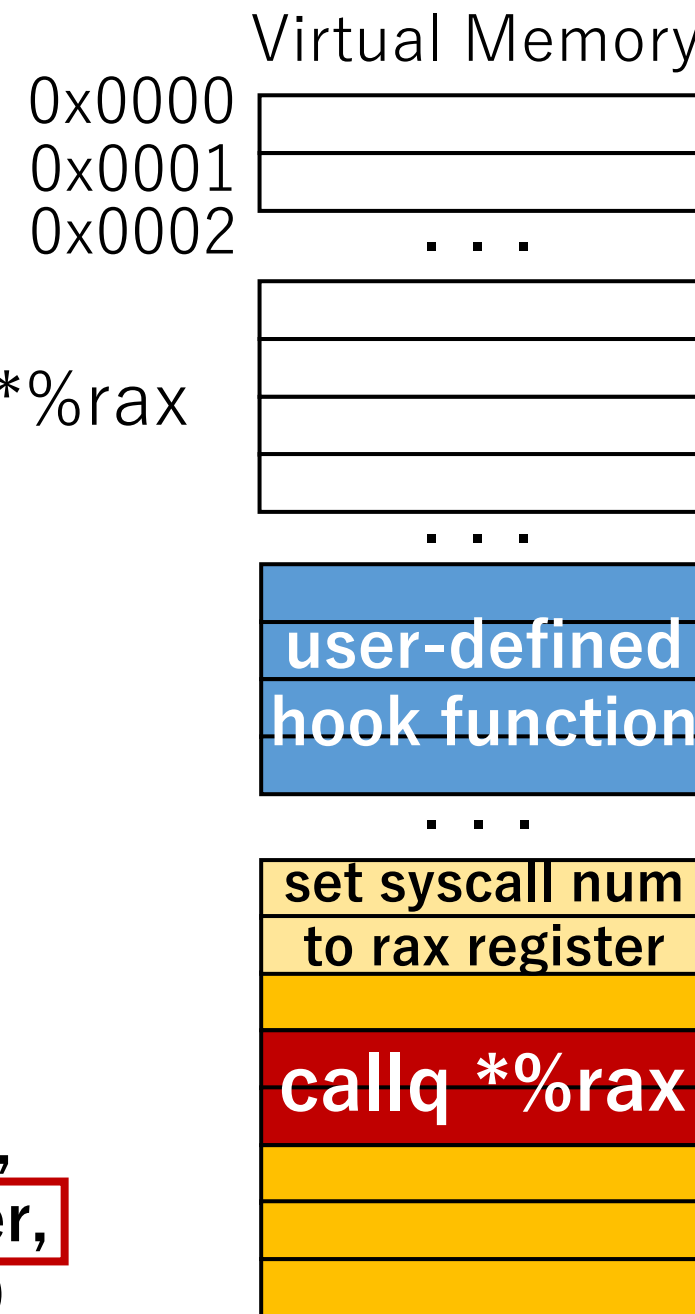 Virtual Memory
0x0000
0x0001
0x0002
. . .
*%rax
. . .
user-defined
hook function
. . .
set syscall num
to rax register
callq *%rax
,
er,